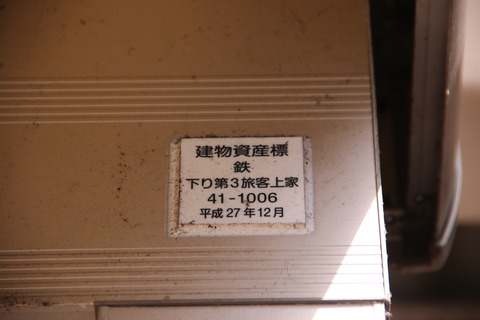 建物資産標
鉄
下り第3旅客上家
41-1006
平成27年12月